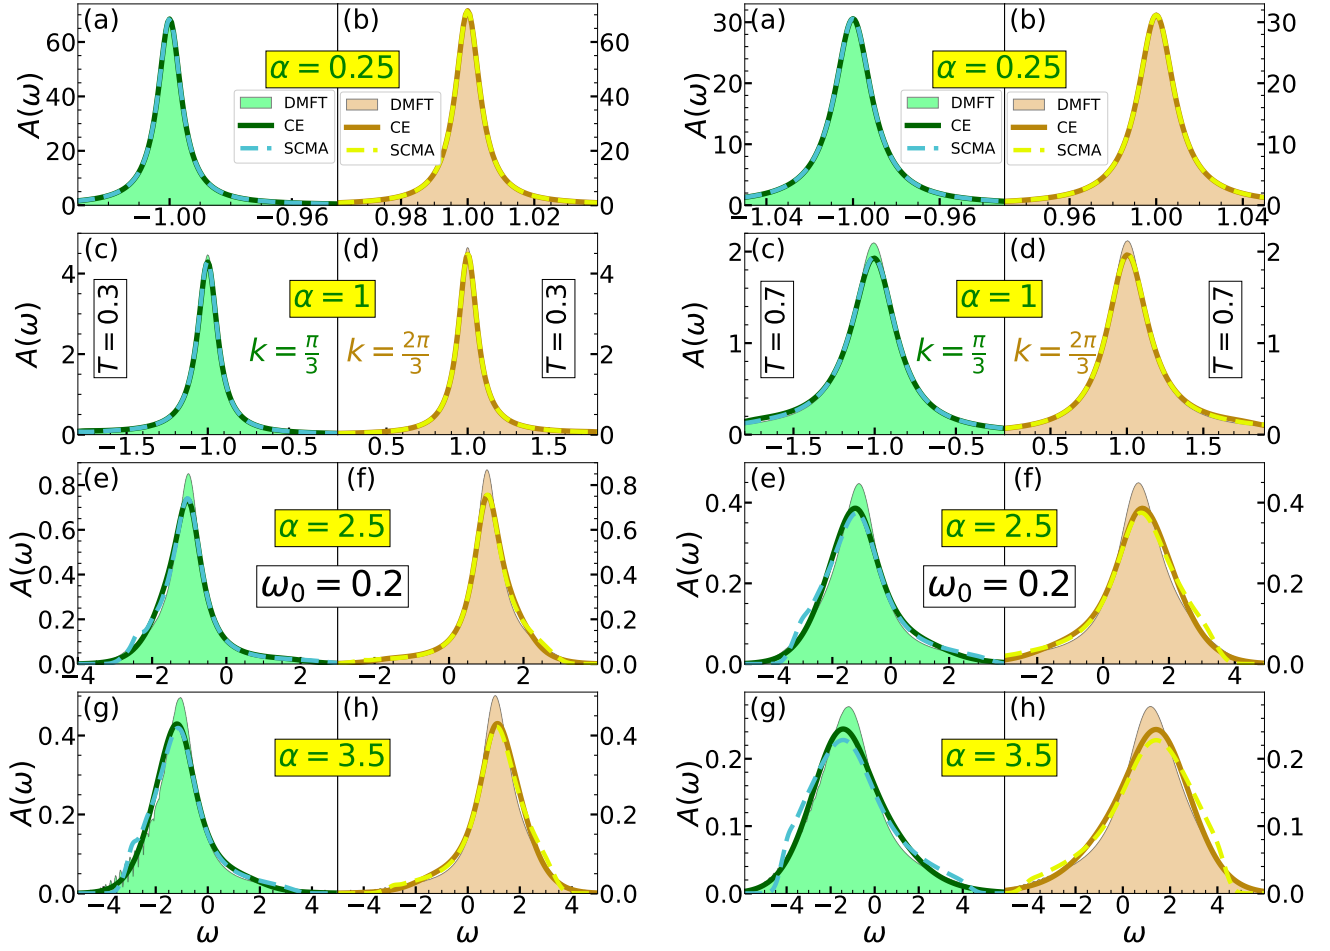 (a) (b)
A(ω) 60 40 20 0
60 40 20 0
α = 0.25
DMFT CE SCMA
DMFT CE SCMA
−1.00 −0.96 0.98 1.00 1.02
(c) (d)
A(ω) 4 2 0
4 2 0
T = 0.3
α = 1
T = 0.3
k = π/3 k = 2π/3
−1.5 −1.0 −0.5 0.5 1.0 1.5
(e) (f)
A(ω) 0.8 0.6 0.4 0.2 0.0
0.8 0.6 0.4 0.2 0.0
α = 2.5
ω₀ = 0.2
−4 −2 0 2 0 2 4
(g) (h)
A(ω) 0.4 0.2 0.0
0.4 0.2 0.0
α = 3.5
−4 −2 0 2 −4 −2 0 2 4
ω ω
(a) (b)
A(ω) 30 20 10 0
30 20 10 0
α = 0.25
DMFT CE SCMA
DMFT CE SCMA
−1.04 −1.00 −0.96 0.96 1.00 1.04
(c) (d)
A(ω) 2 1 0
2 1 0
T = 0.7
α = 1
T = 0.7
k = π/3 k = 2π/3
−1.5 −1.0 −0.5 0.6 1.2 1.8
(e) (f)
A(ω) 0.4 0.2 0.0
0.4 0.2 0.0
α = 2.5
ω₀ = 0.2
−4 −2 0 2 −2 0 2 4
(g) (h)
A(ω) 0.2 0.1 0.0
0.2 0.1 0.0
α = 3.5
−4 −2 0 2 4 −4 −2 0 2 4
ω ω